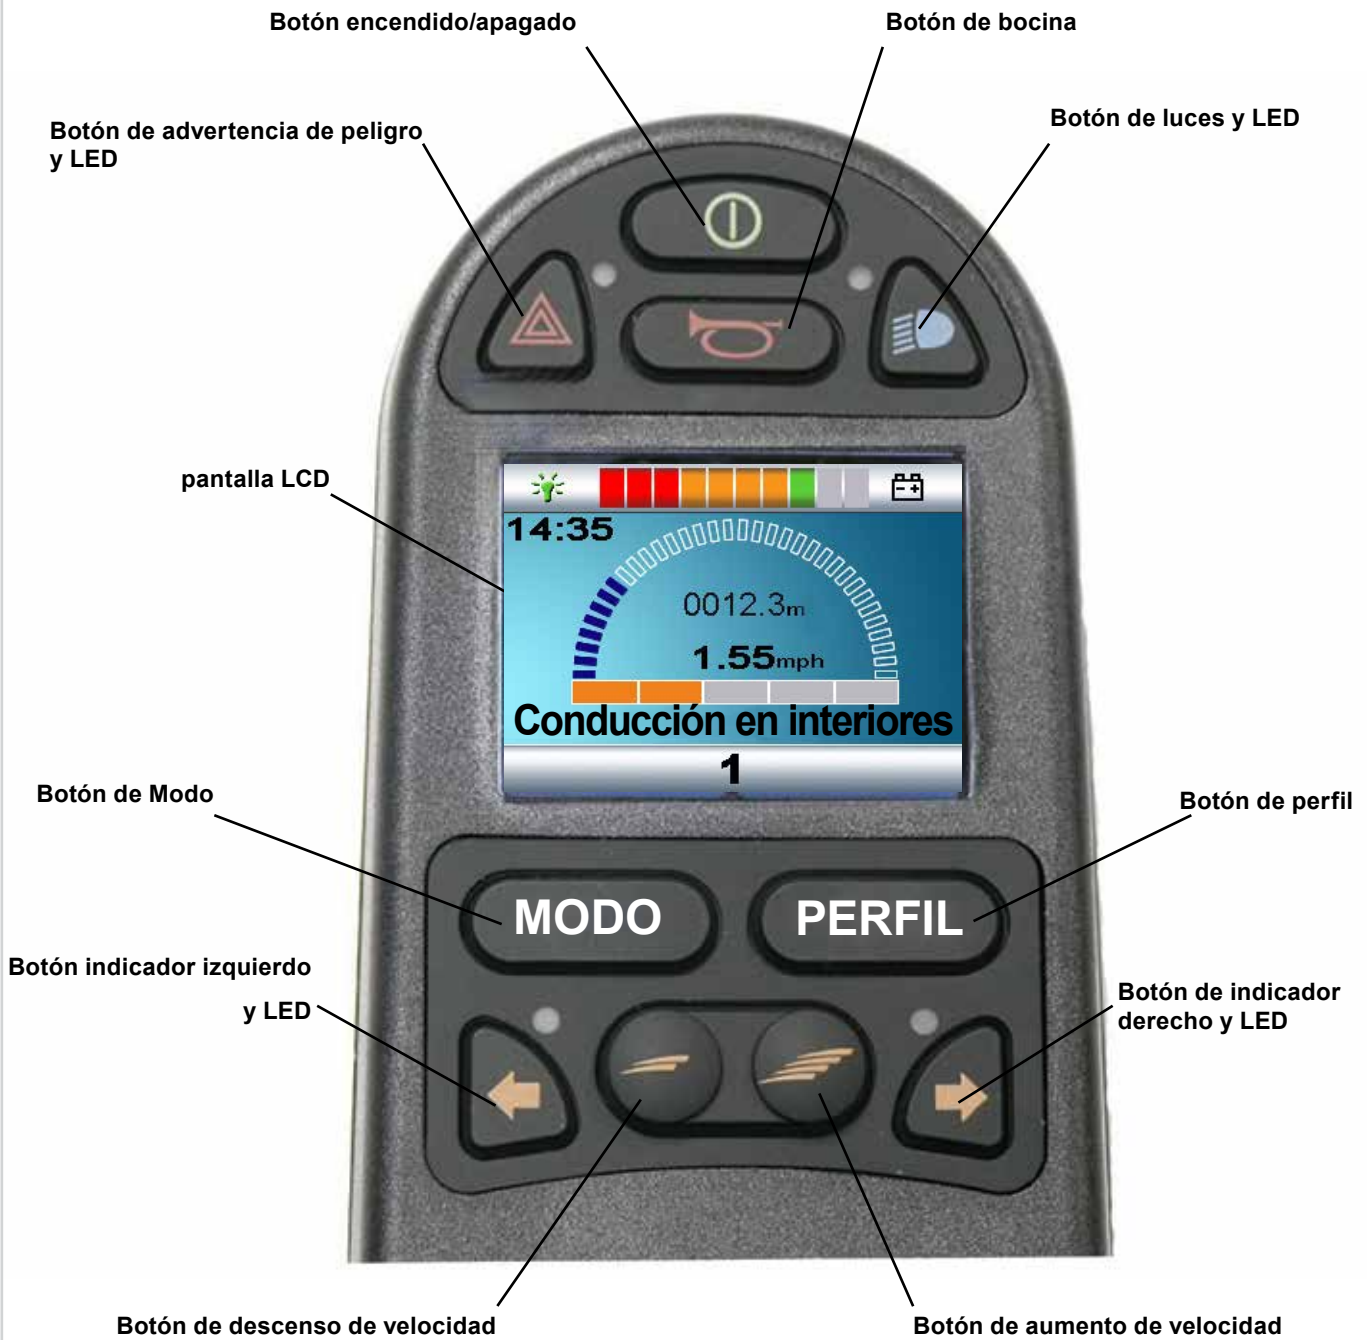 Botón encendido/apagado
Botón de bocina
Botón de advertencia de peligro
y LED
Botón de luces y LED
pantalla LCD
14:35
0012.3m
1.55mph
Conducción en interiores
1
Botón de Modo
Botón de perfil
MODO
PERFIL
Botón indicador izquierdo
y LED
Botón de indicador
derecho y LED
Botón de descenso de velocidad
Botón de aumento de velocidad